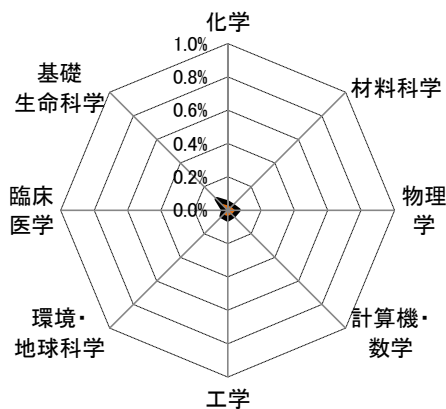 化学
1.0%
0.8%
0.6%
0.4%
0.2%
0.0%
材料科学
物理
学
計算機・
数学
工学
環境・
地球科学
臨床
医学
基礎
生命科学